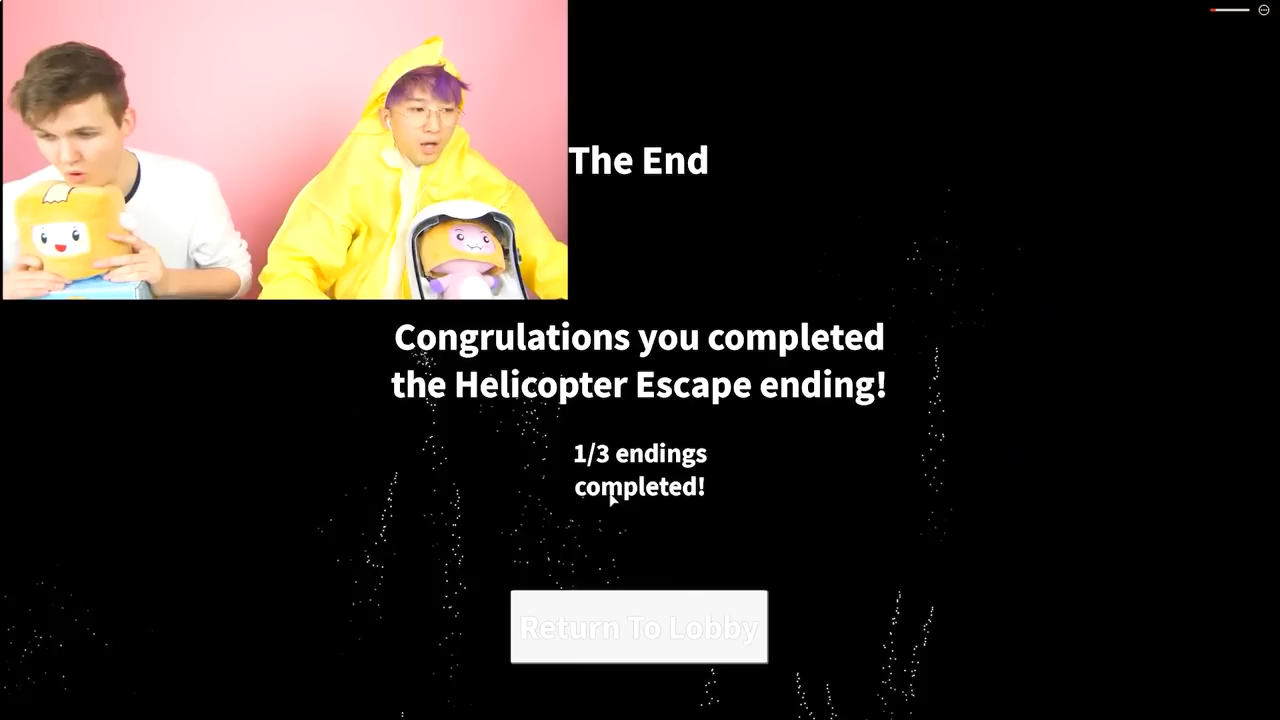 The End
Congrulations you completed
the Helicopter Escape ending!
1/3 endings
completed!
Return To Lobby